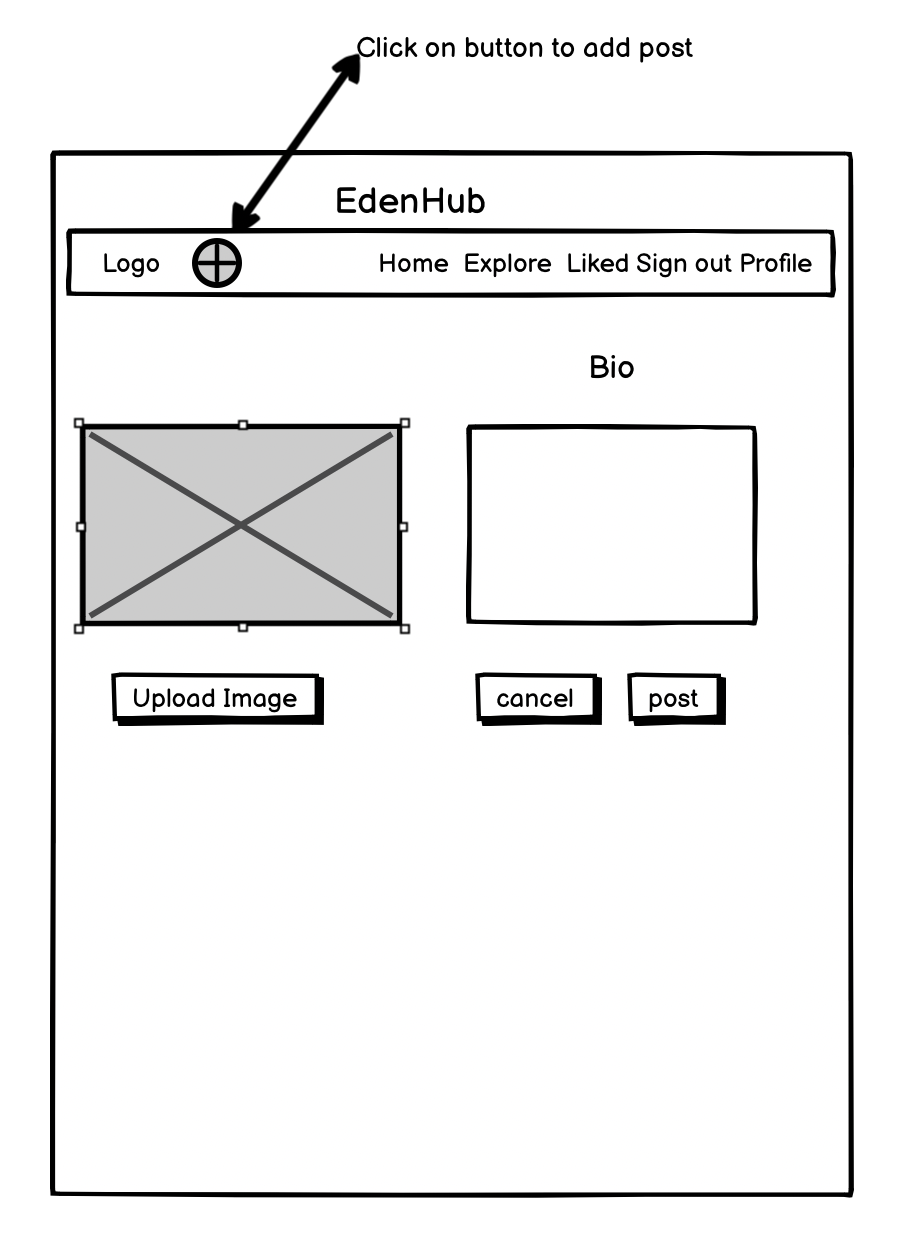 Click on button to add post
EdenHub
Logo Home Explore Liked Sign out Profile
Bio
Upload Image cancel post